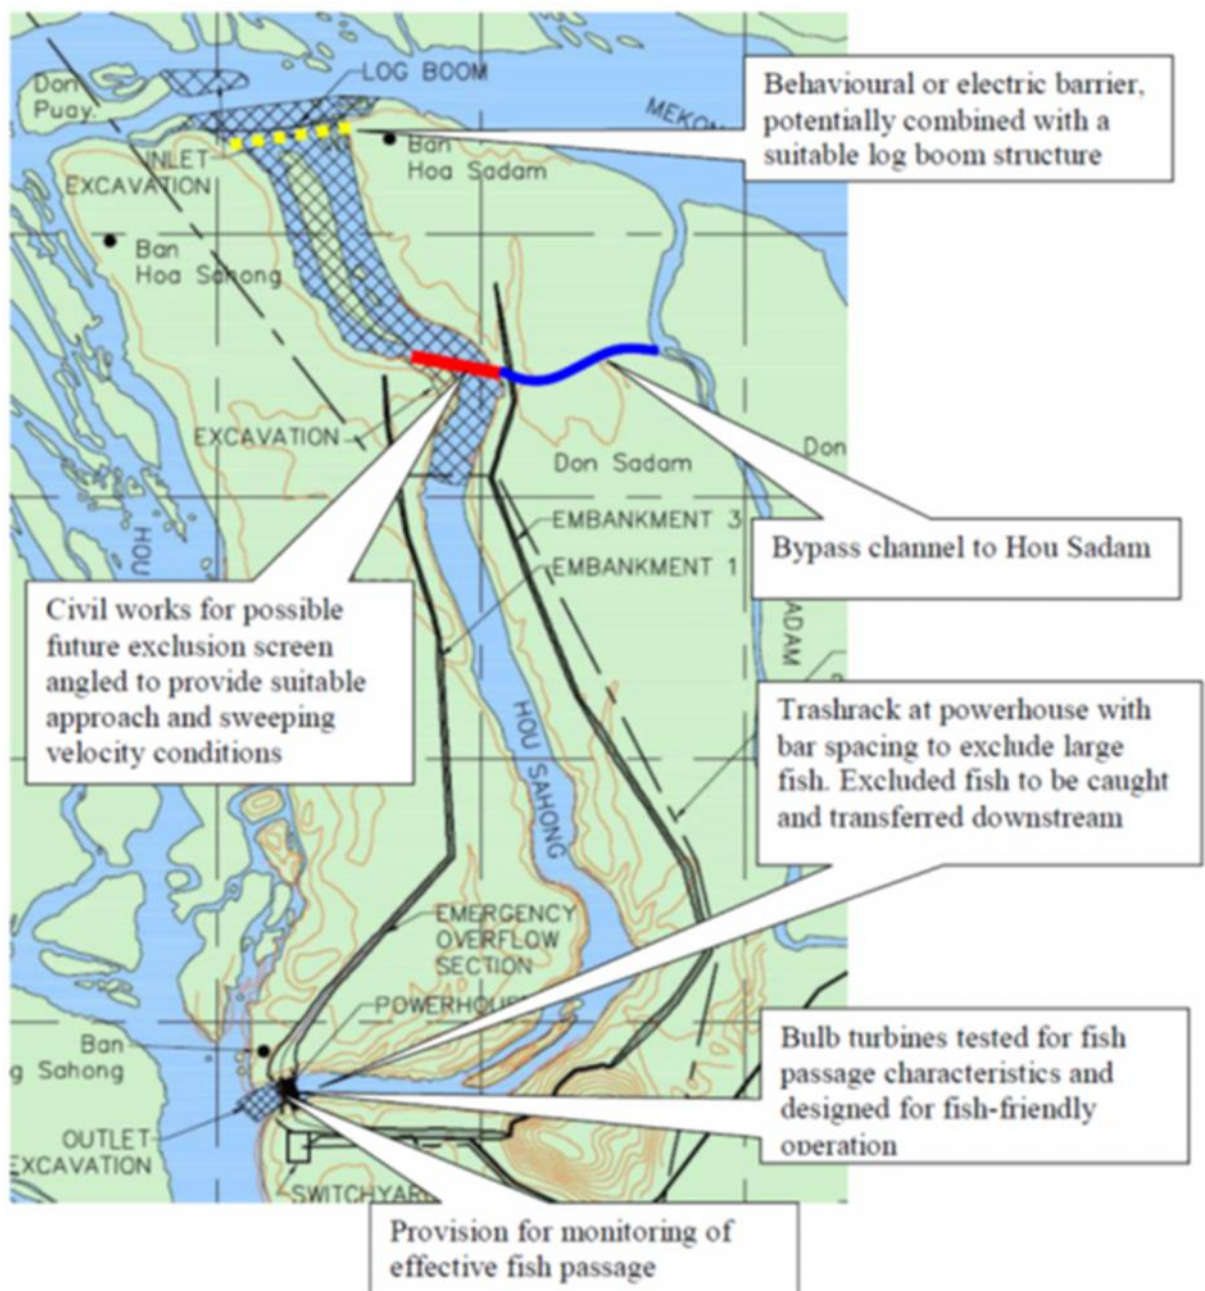 LOG BOOM
Don
Puay.
MEKON
INLET
EXCAVATION
Ban
Hoa Sadam
Ban
Hoa Sahong
Behavioural or electric barrier,
potentially combined with a
suitable log boom structure
EXCAVATION
Don Sadam
Don
HOU
EMBANKMENT 3
EMBANKMENT 1
Bypass channel to Hou Sadam
ADAM
Civil works for possible
future exclusion screen
angled to provide suitable
approach and sweeping
velocity conditions
HOU SAHONG
Trashrack at powerhouse with
bar spacing to exclude large
fish. Excluded fish to be caught
and transferred downstream
EMERGENCY
OVERFLOW
SECTION
POWERHOUS
Ban
g Sahong
Bulb turbines tested for fish
passage characteristics and
designed for fish-friendly
operation
OUTLET
EXCAVATION
SWITCHYARD
Provision for monitoring of
effective fish passage